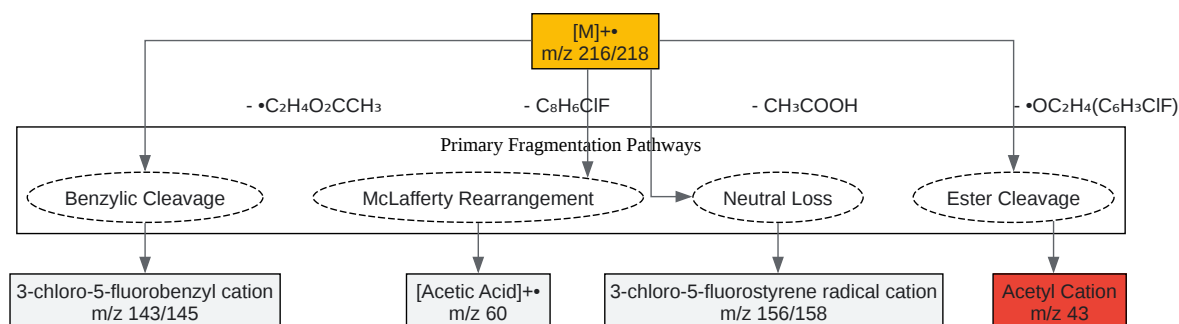 [M]+•
m/z 216/218
- •C₂H₄O₂CCH₃
- C₈H₆ClF
- CH₃COOH
- •OC₂H₄(C₆H₃ClF)
Primary Fragmentation Pathways
Benzylic Cleavage
McLafferty Rearrangement
Neutral Loss
Ester Cleavage
3-chloro-5-fluorobenzyl cation
m/z 143/145
[Acetic Acid]+•
m/z 60
3-chloro-5-fluorostyrene radical cation
m/z 156/158
Acetyl Cation
m/z 43